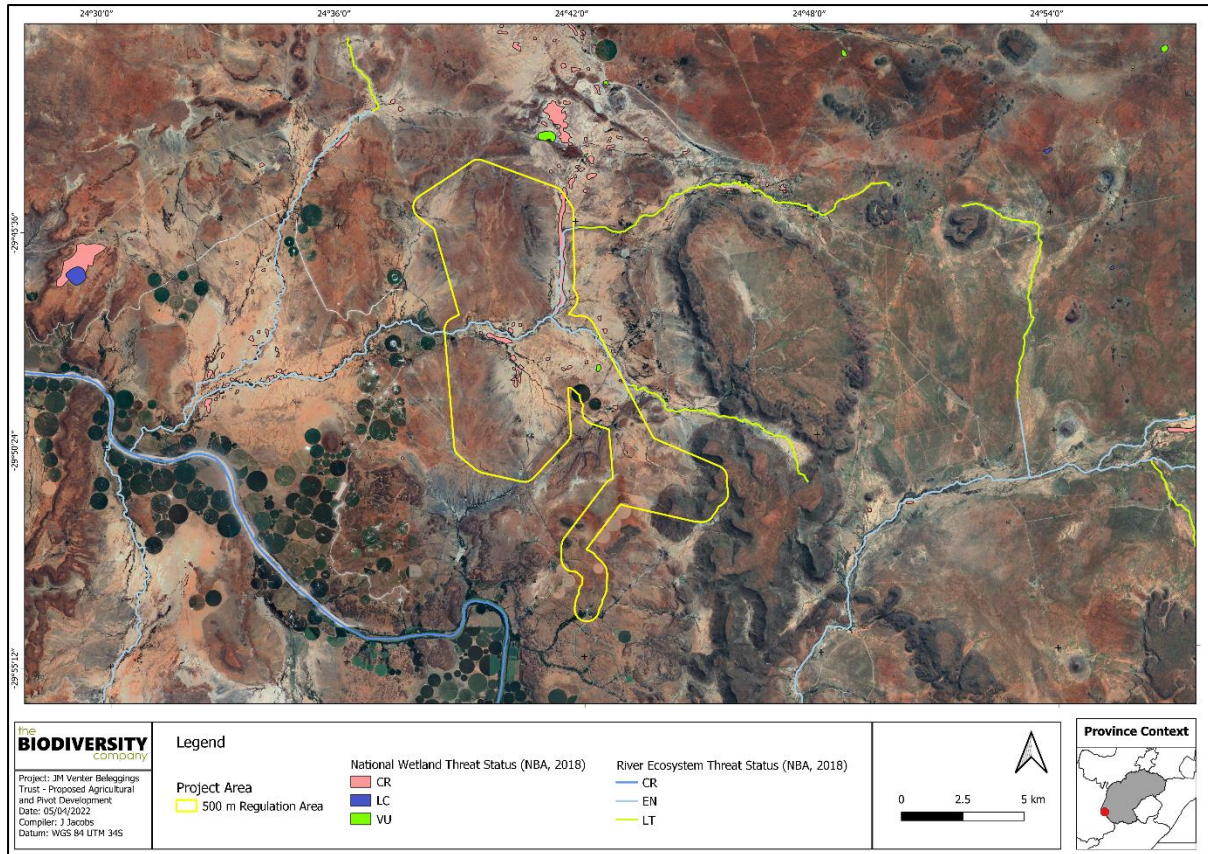 24°30'0"
24°36'0"
24°42'0"
24°48'0"
24°54'0"
-29°45'36"
-29°50'24"
-29°55'12"
the
BIODIVERSITY
company
Project: JM Venter Beleggings
Trust - Proposed Agricultural
and Pivot Development
Date: 05/04/2022
Compiler: J Jacobs
Datum: WGS 84 UTM 34S
Legend
Project Area
500 m Regulation Area
National Wetland Threat Status (NBA, 2018)
CR
LC
VU
River Ecosystem Threat Status (NBA, 2018)
CR
EN
LT
0 2.5 5 km
Province Context